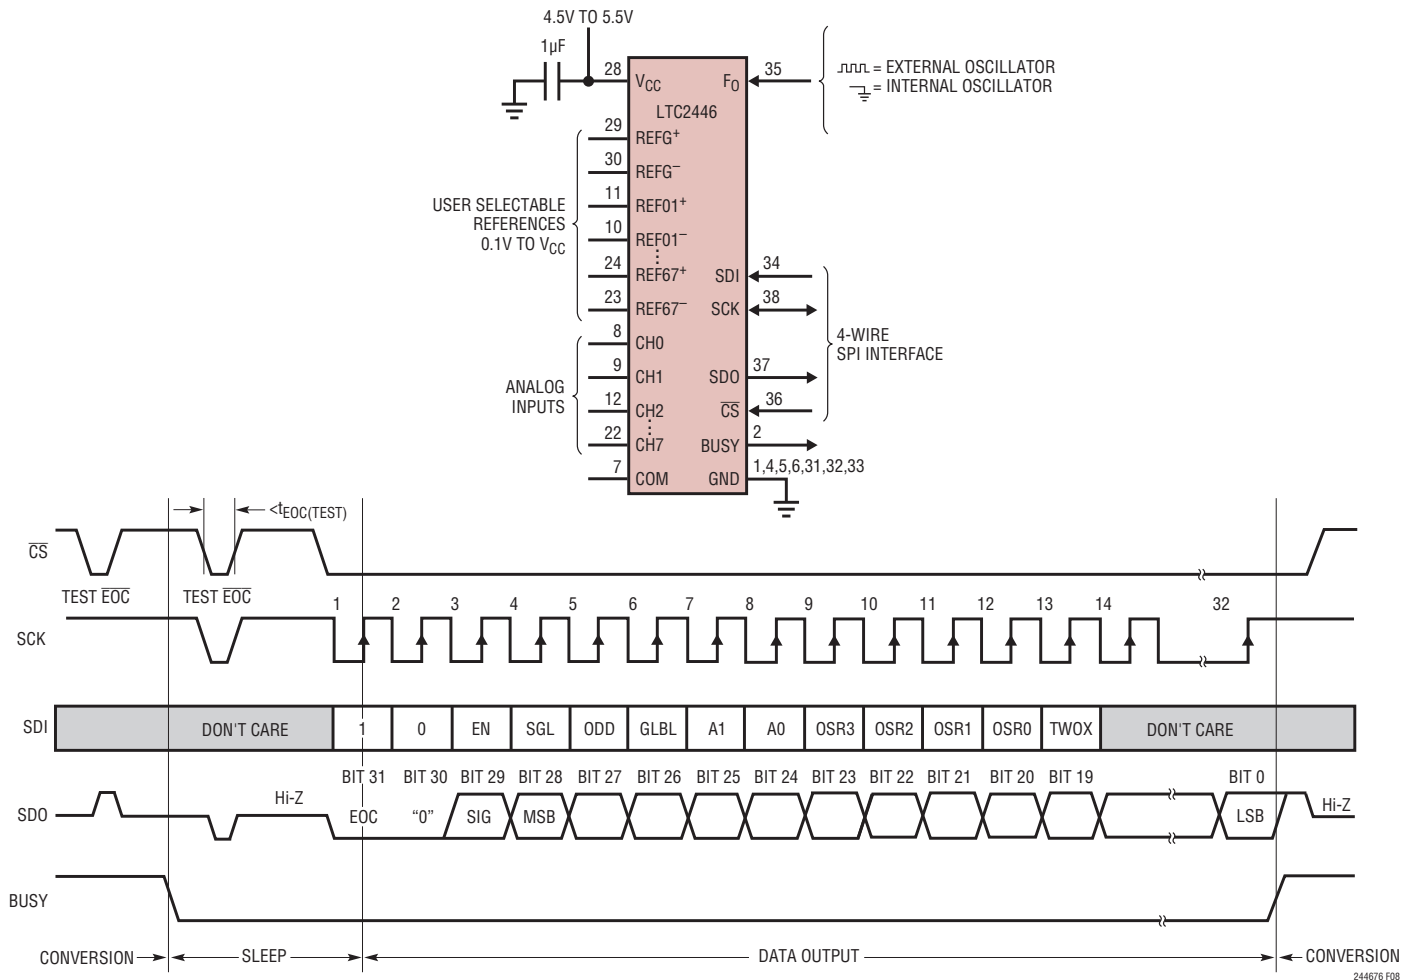 4.5V TO 5.5V
1µF
28
VCC
FO
35
= EXTERNAL OSCILLATOR
= INTERNAL OSCILLATOR
LTC2446
29
REFG+
30
REFG–
11
REF01+
10
REF01–
24
REF67+
23
REF67–
USER SELECTABLE
REFERENCES
0.1V TO VCC
8
CH0
9
CH1
12
CH2
22
CH7
7
COM
ANALOG
INPUTS
SDI
34
SCK
38
SDO
37
CS
36
BUSY
2
GND
1,4,5,6,31,32,33
4-WIRE
SPI INTERFACE
<tEOC(TEST)
CS
TEST EOC
TEST EOC
1 2 3 4 5 6 7 8 9 10 11 12 13 14 32
SCK
SDI
DON'T CARE 1 0 EN SGL ODD GLBL A1 A0 OSR3 OSR2 OSR1 OSR0 TWOX DON'T CARE
BIT 31 BIT 30 BIT 29 BIT 28 BIT 27 BIT 26 BIT 25 BIT 24 BIT 23 BIT 22 BIT 21 BIT 20 BIT 19 BIT 0
SDO
Hi-Z
EOC “0” SIG MSB LSB
Hi-Z
BUSY
CONVERSION SLEEP DATA OUTPUT CONVERSION
244676 F08